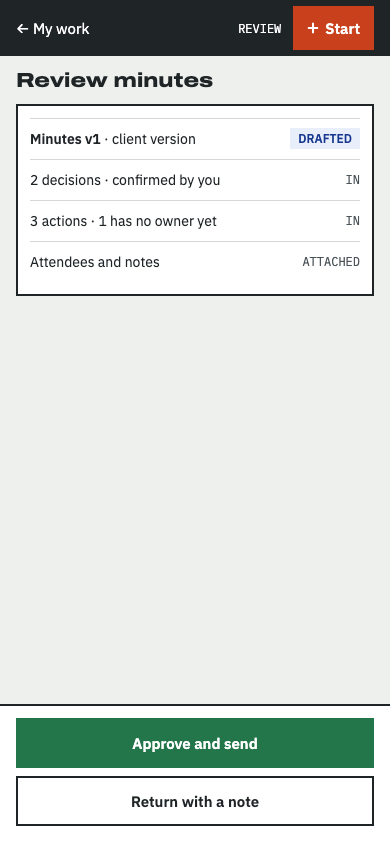 ← My work
REVIEW
+ Start
Review minutes
Minutes v1 · client version
DRAFTED
2 decisions · confirmed by you
IN
3 actions · 1 has no owner yet
IN
Attendees and notes
ATTACHED
Approve and send
Return with a note